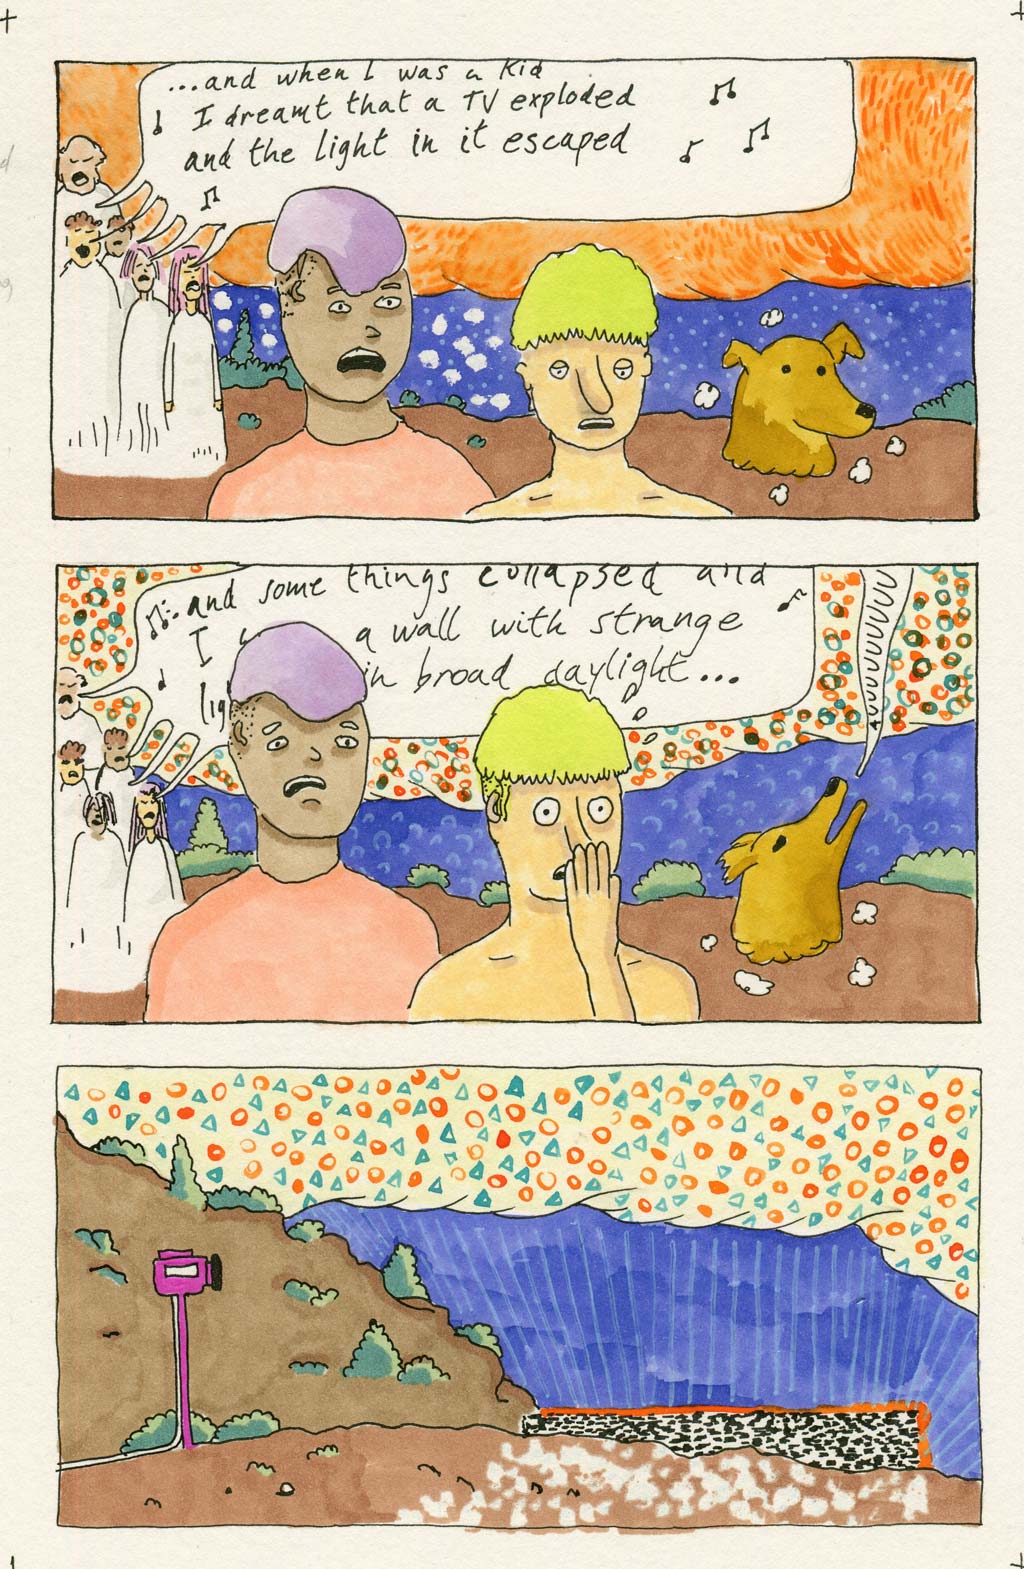 ...and when I was a kid
I dreamt that a TV exploded
and the light in it escaped
and some things collapsed and
I a wall with strange
in broad daylight...